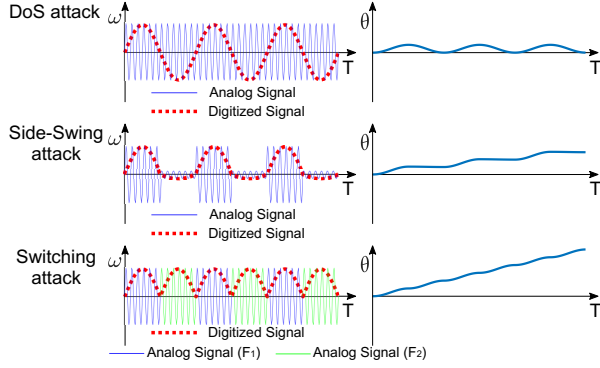 DoS attack
ω
θ
T
T
Analog Signal
Digitized Signal
Side-Swing
attack
ω
θ
T
T
Analog Signal
Digitized Signal
Switching
attack
ω
θ
T
T
Digitized Signal
Analog Signal (F₁)
Analog Signal (F₂)